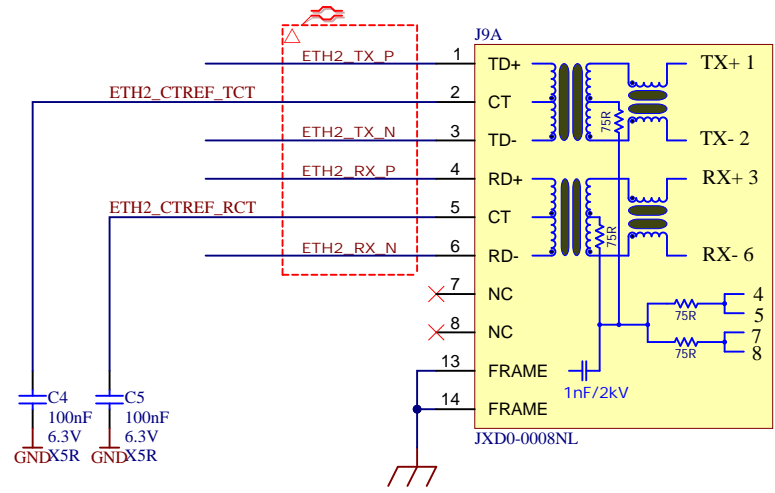 J9A
ETH2_TX_P 1 TD+ TX+ 1
ETH2_CTREF_TCT 2 CT 75R
ETH2_TX_N 3 TD- TX- 2
ETH2_RX_P 4 RD+ RX+ 3
ETH2_CTREF_RCT 5 CT 75R
ETH2_RX_N 6 RD- RX- 6
7 NC 4
75R 5
8 NC 7
75R 8
13 FRAME
1nF/2kV
14 FRAME
JXD0-0008NL
C4
100nF
6.3V
X5R
GND
C5
100nF
6.3V
X5R
GND